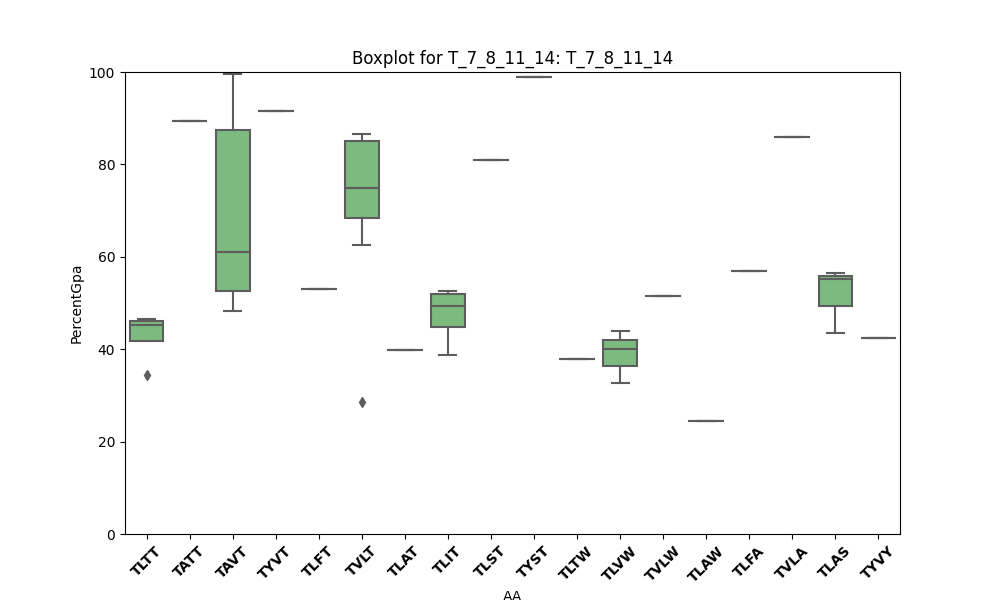 Boxplot for T_7_8_11_14: T_7_8_11_14
100
80
60
40
20
0
PercentGpa
TLTT
TATT
TAVT
TYVT
TLFT
TVLT
TLAT
TLIT
TLST
TYST
TLTW
TLVW
TVLW
TLAW
TLFA
TVLA
TLAS
TYVY
AA